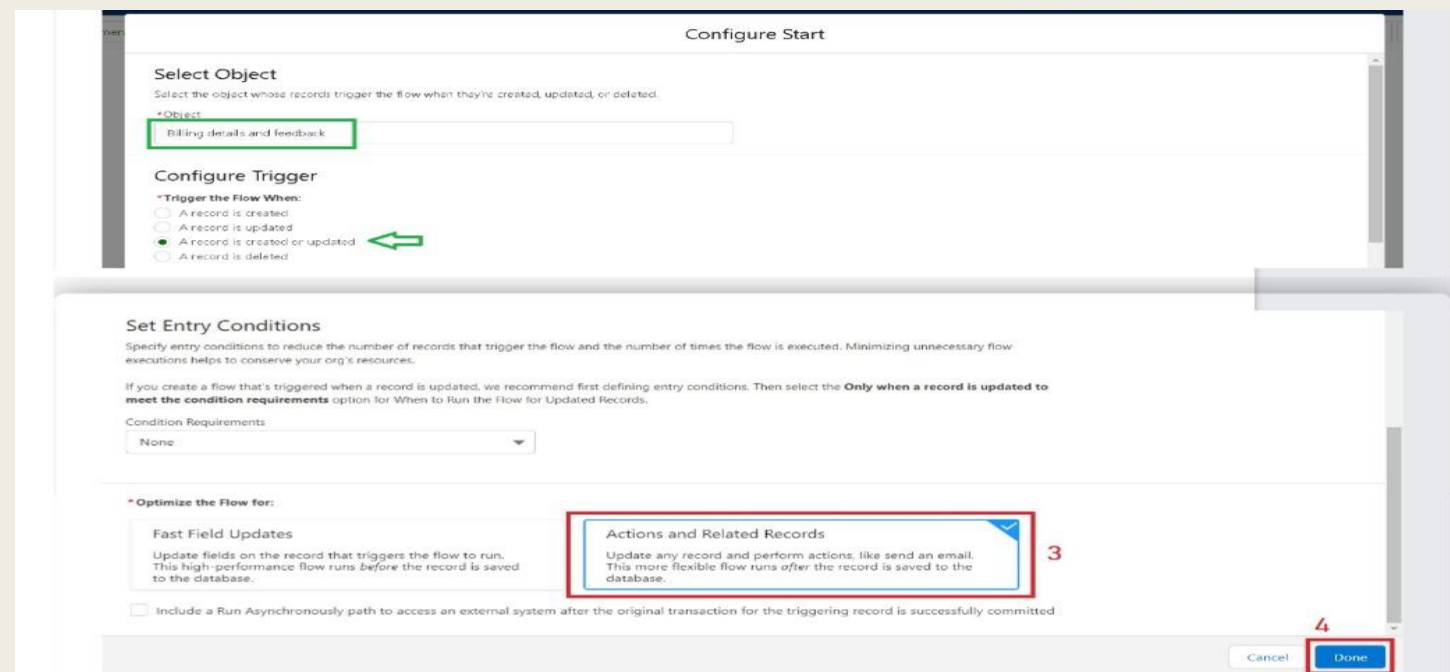 men
Configure Start
Select Object
Select the object whose records trigger the flow when they're created, updated, or deleted.
*Object
Billing details and feedback
Configure Trigger
*Trigger the Flow When:
A record is created
A record is updated
A record is created or updated
A record is deleted
Set Entry Conditions
Specify entry conditions to reduce the number of records that trigger the flow and the number of times the flow is executed. Minimizing unnecessary flow
executions helps to conserve your org's resources.
If you create a flow that's triggered when a record is updated, we recommend first defining entry conditions. Then select the Only when a record is updated to
meet the condition requirements option for When to Run the Flow for Updated Records.
Condition Requirements
None
*Optimize the Flow for:
Fast Field Updates
Update fields on the record that triggers the flow to run.
This high-performance flow runs before the record is saved
to the database.
Actions and Related Records
Update any record and perform actions, like send an email.
This more flexible flow runs after the record is saved to the
database.
3
Include a Run Asynchronously path to access an external system after the original transaction for the triggering record is successfully committed
4
Cancel
Done